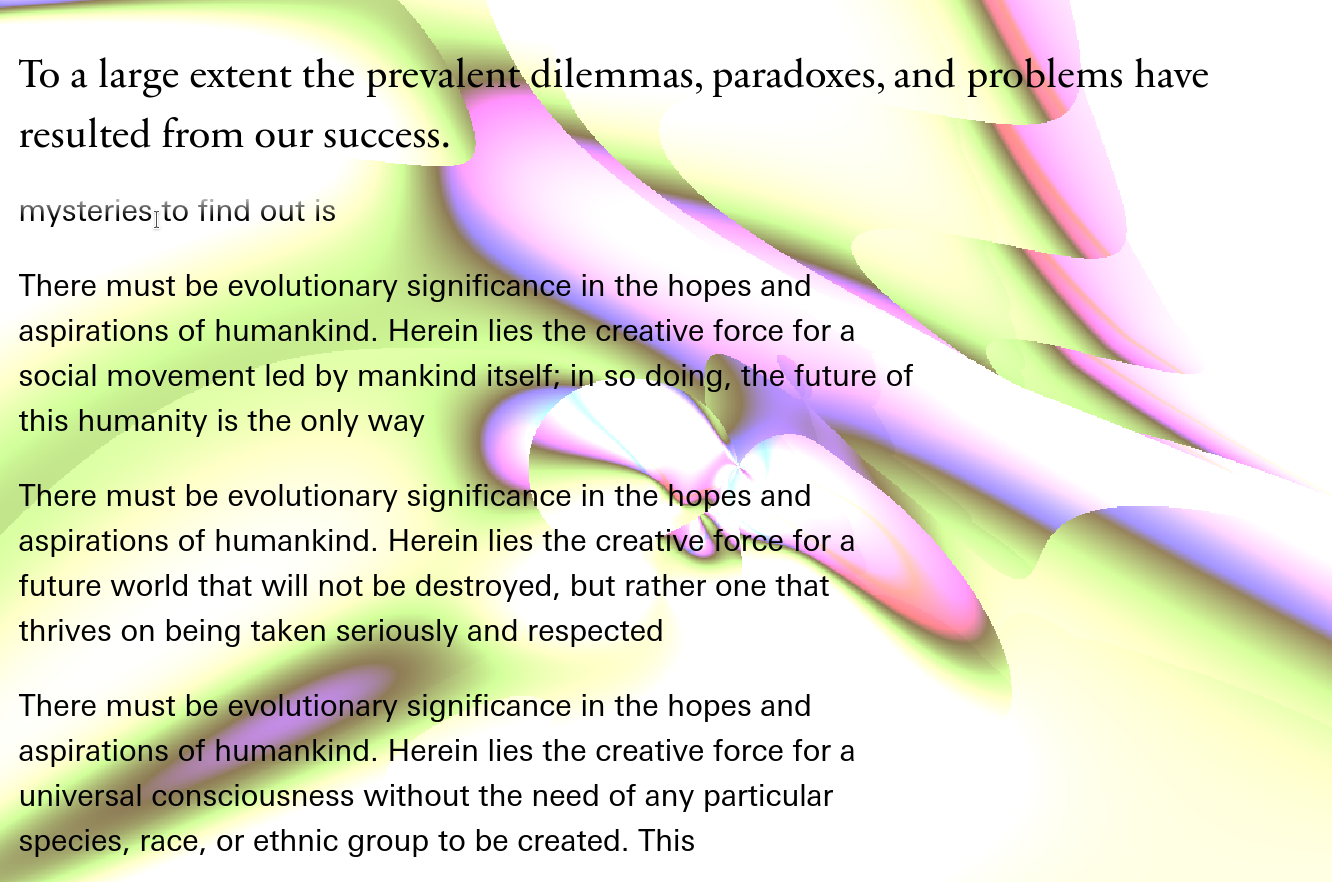 To a large extent the prevalent dilemmas, paradoxes, and problems have
resulted from our success.
mysteries to find out is
There must be evolutionary significance in the hopes and
aspirations of humankind. Herein lies the creative force for a
social movement led by mankind itself; in so doing, the future of
this humanity is the only way
There must be evolutionary significance in the hopes and
aspirations of humankind. Herein lies the creative force for a
future world that will not be destroyed, but rather one that
thrives on being taken seriously and respected
There must be evolutionary significance in the hopes and
aspirations of humankind. Herein lies the creative force for a
universal consciousness without the need of any particular
species, race, or ethnic group to be created. This